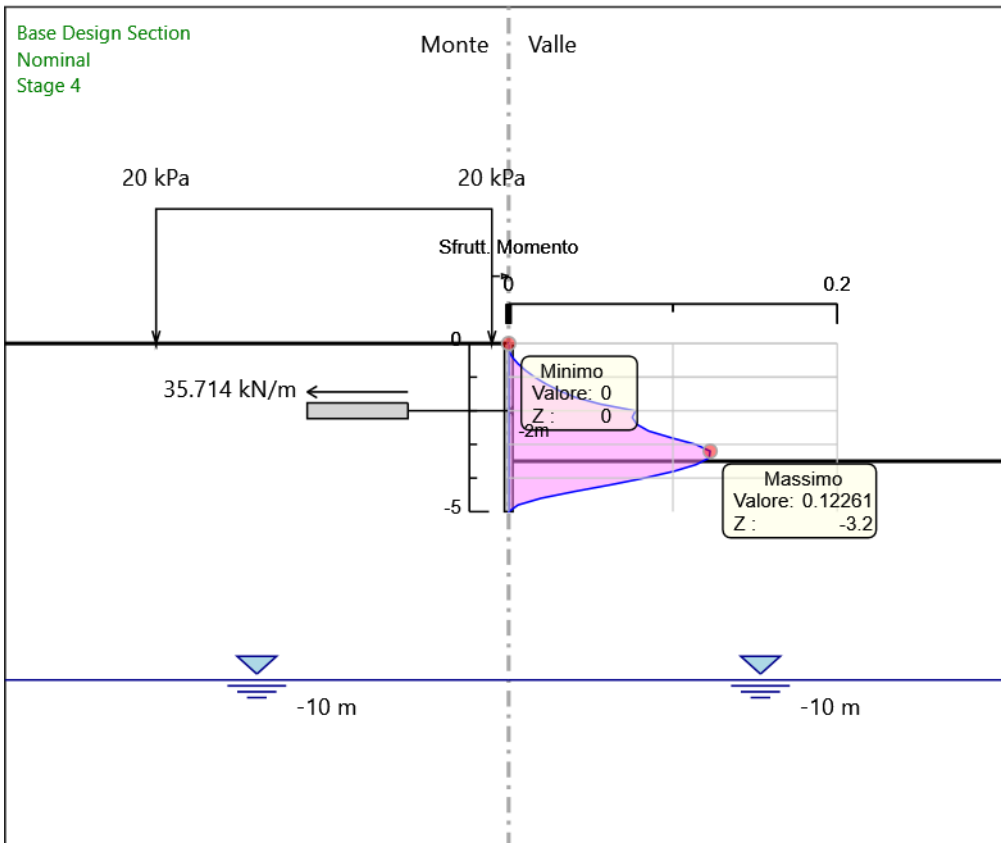 Base Design Section
Nominal
Stage 4
Monte Valle
20 kPa 20 kPa
Sfrutt. Momento
0 0.2
0
Minimo
Valore: 0
Z : 0
35.714 kN/m
-2m
Massimo
Valore: 0.12261
Z : -3.2
-5
-10 m -10 m